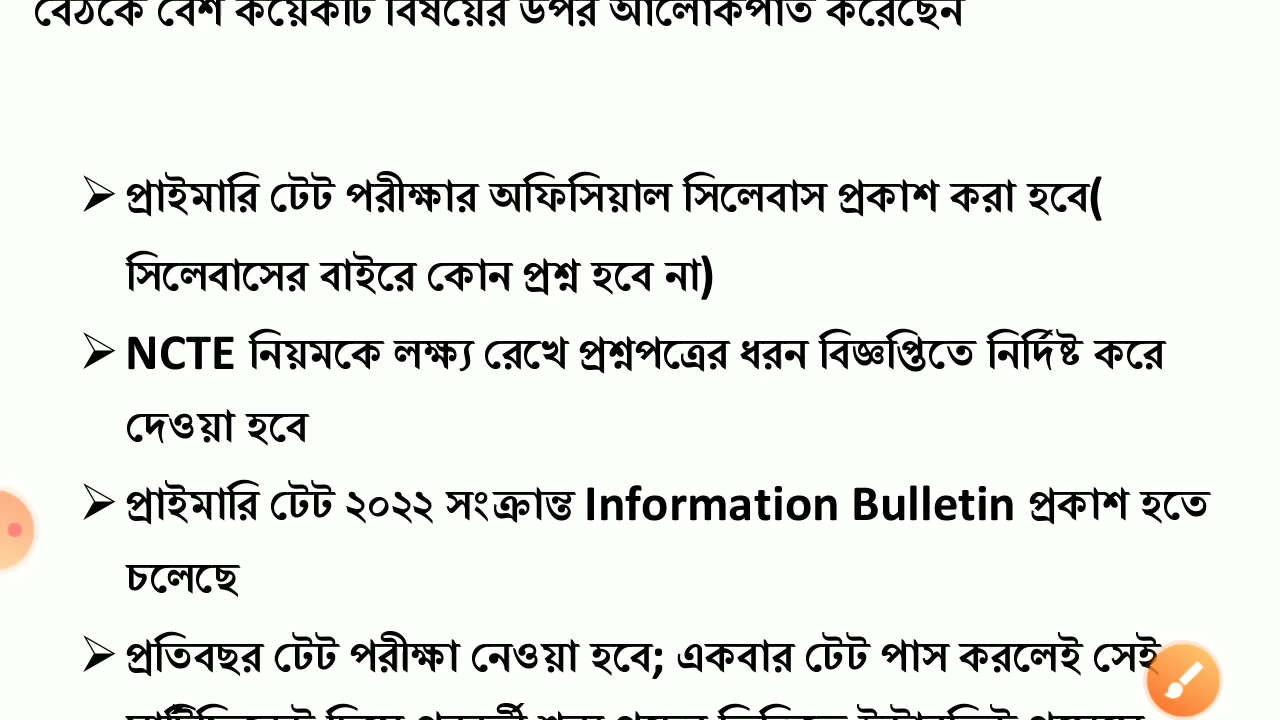 বৈঠকে বেশ কয়েকটি বিষয়ের উপর আলোকপাত করেছেন
➢ প্রাইমারি টেট পরীক্ষার অফিসিয়াল সিলেবাস প্রকাশ করা হবে(
সিলেবাসের বাইরে কোন প্রশ্ন হবে না)
➢ NCTE নিয়মকে লক্ষ্য রেখে প্রশ্নপত্রের ধরন বিজ্ঞপ্তিতে নির্দিষ্ট করে
দেওয়া হবে
➢ প্রাইমারি টেট ২০২২ সংক্রান্ত Information Bulletin প্রকাশ হতে
চলেছে
➢ প্রতিবছর টেট পরীক্ষা নেওয়া হবে; একবার টেট পাস করলেই সেই